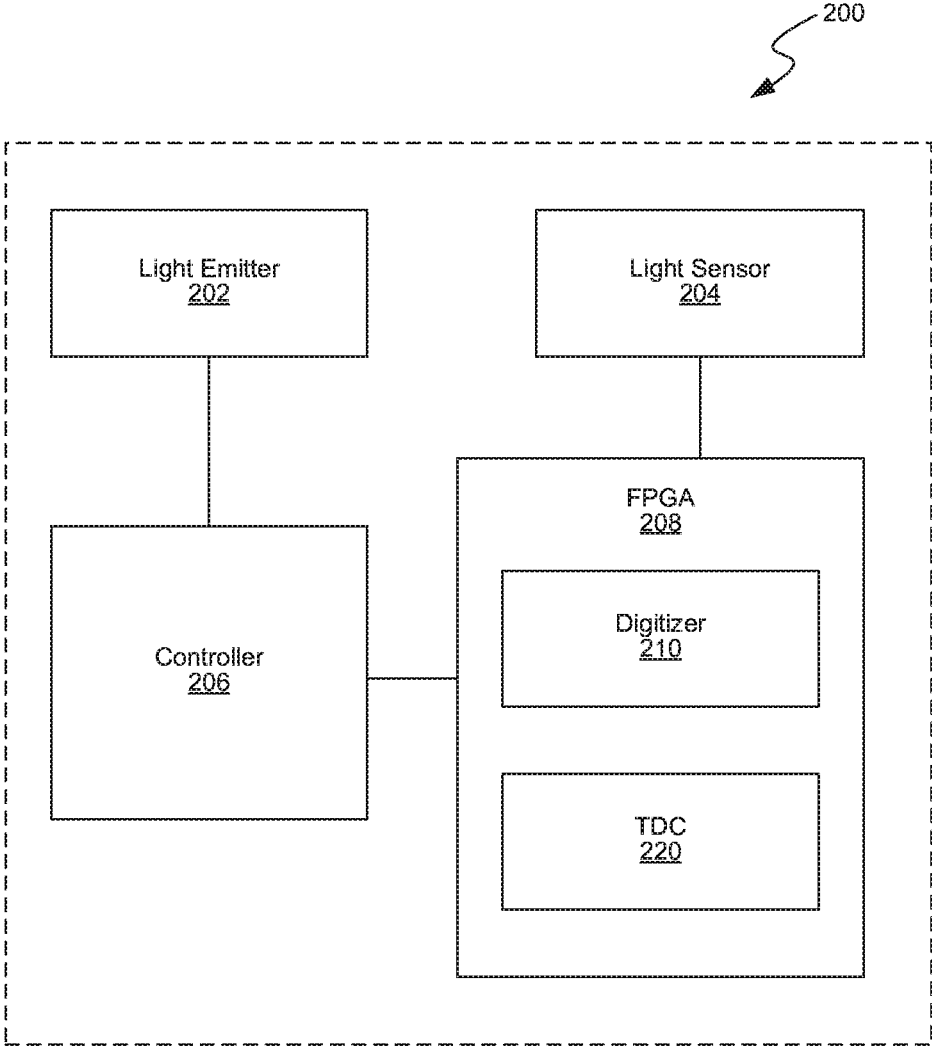 200
Light Emitter
202
Light Sensor
204
FPGA
208
Digitizer
210
Controller
206
TDC
220